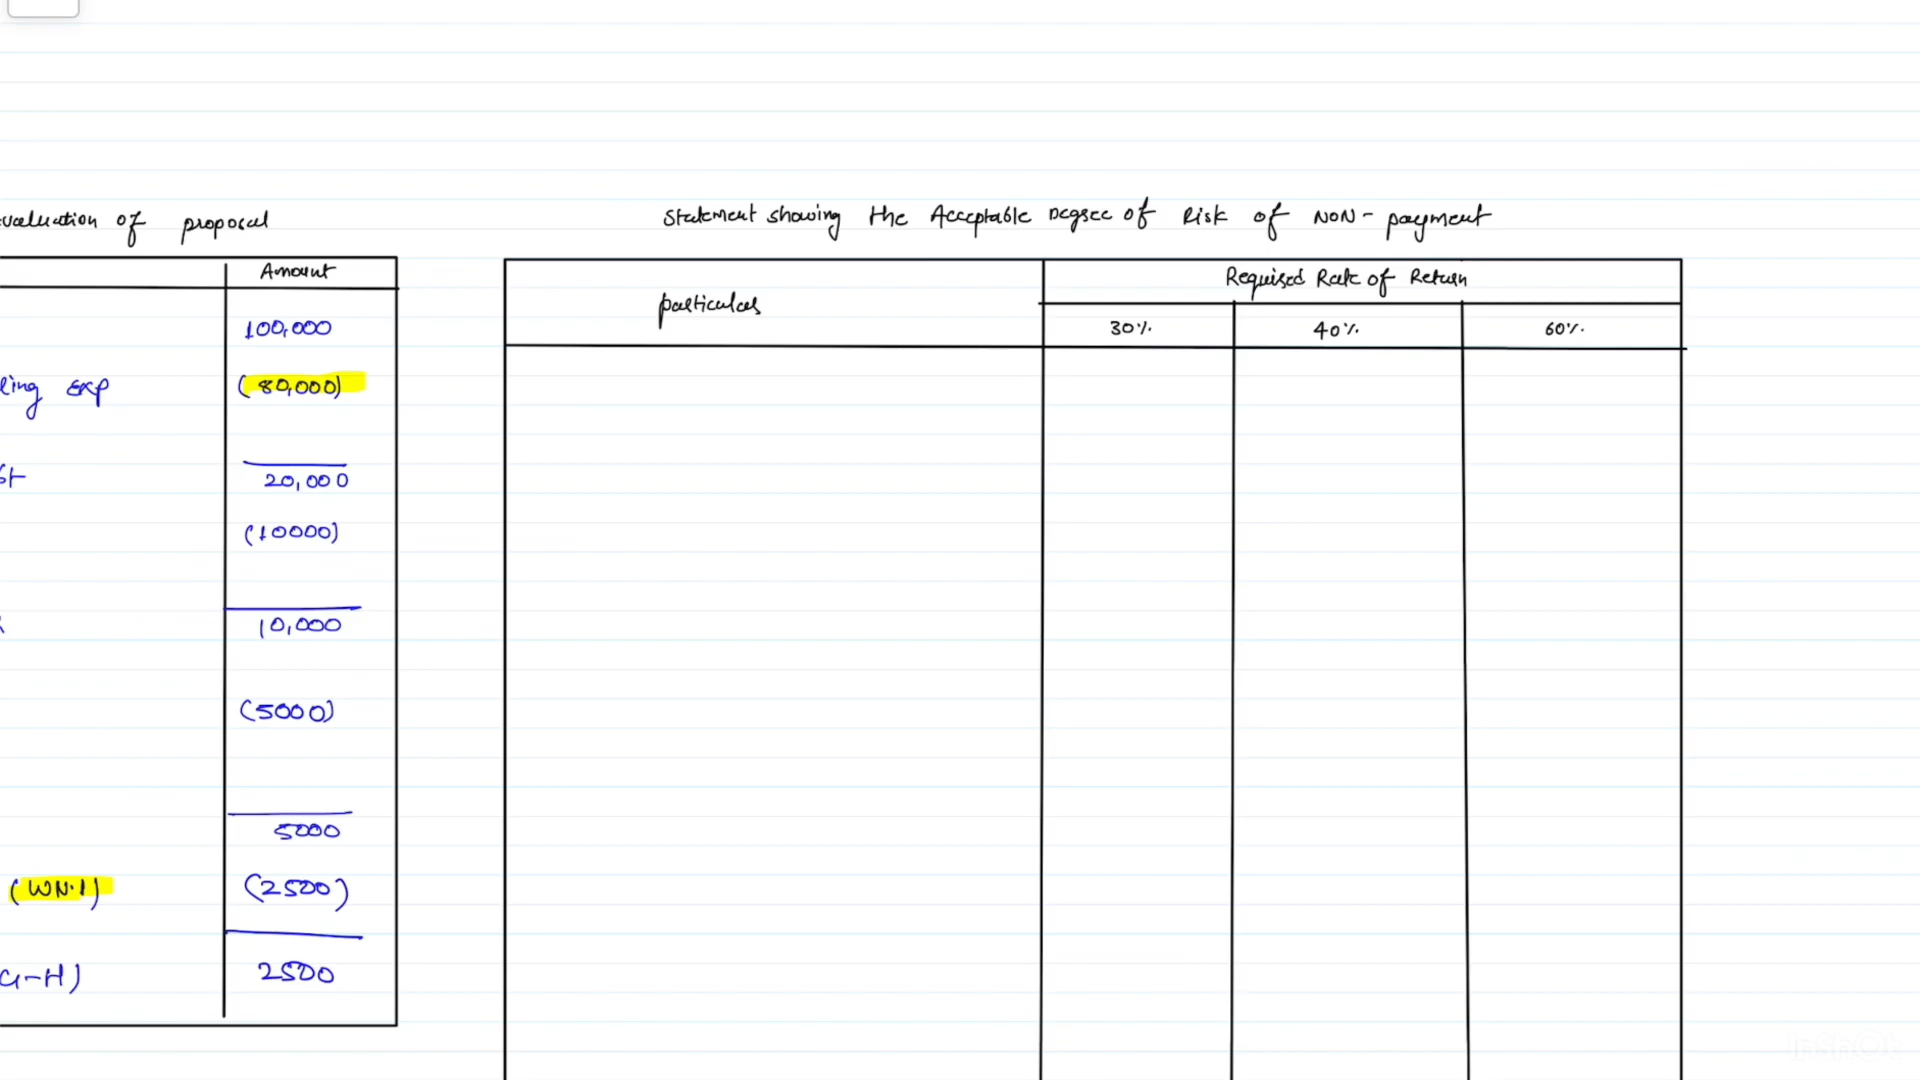 evaluation of proposal
Amount
100,000
ling exp (80,000)
st 20,000
(10000)
10,000
(5000)
5000
(WN.1) (2500)
(G-H) 2500
Statement showing the Acceptable Degree of Risk of NON-payment
particulars
Required Rate of Return
30% 40% 60%